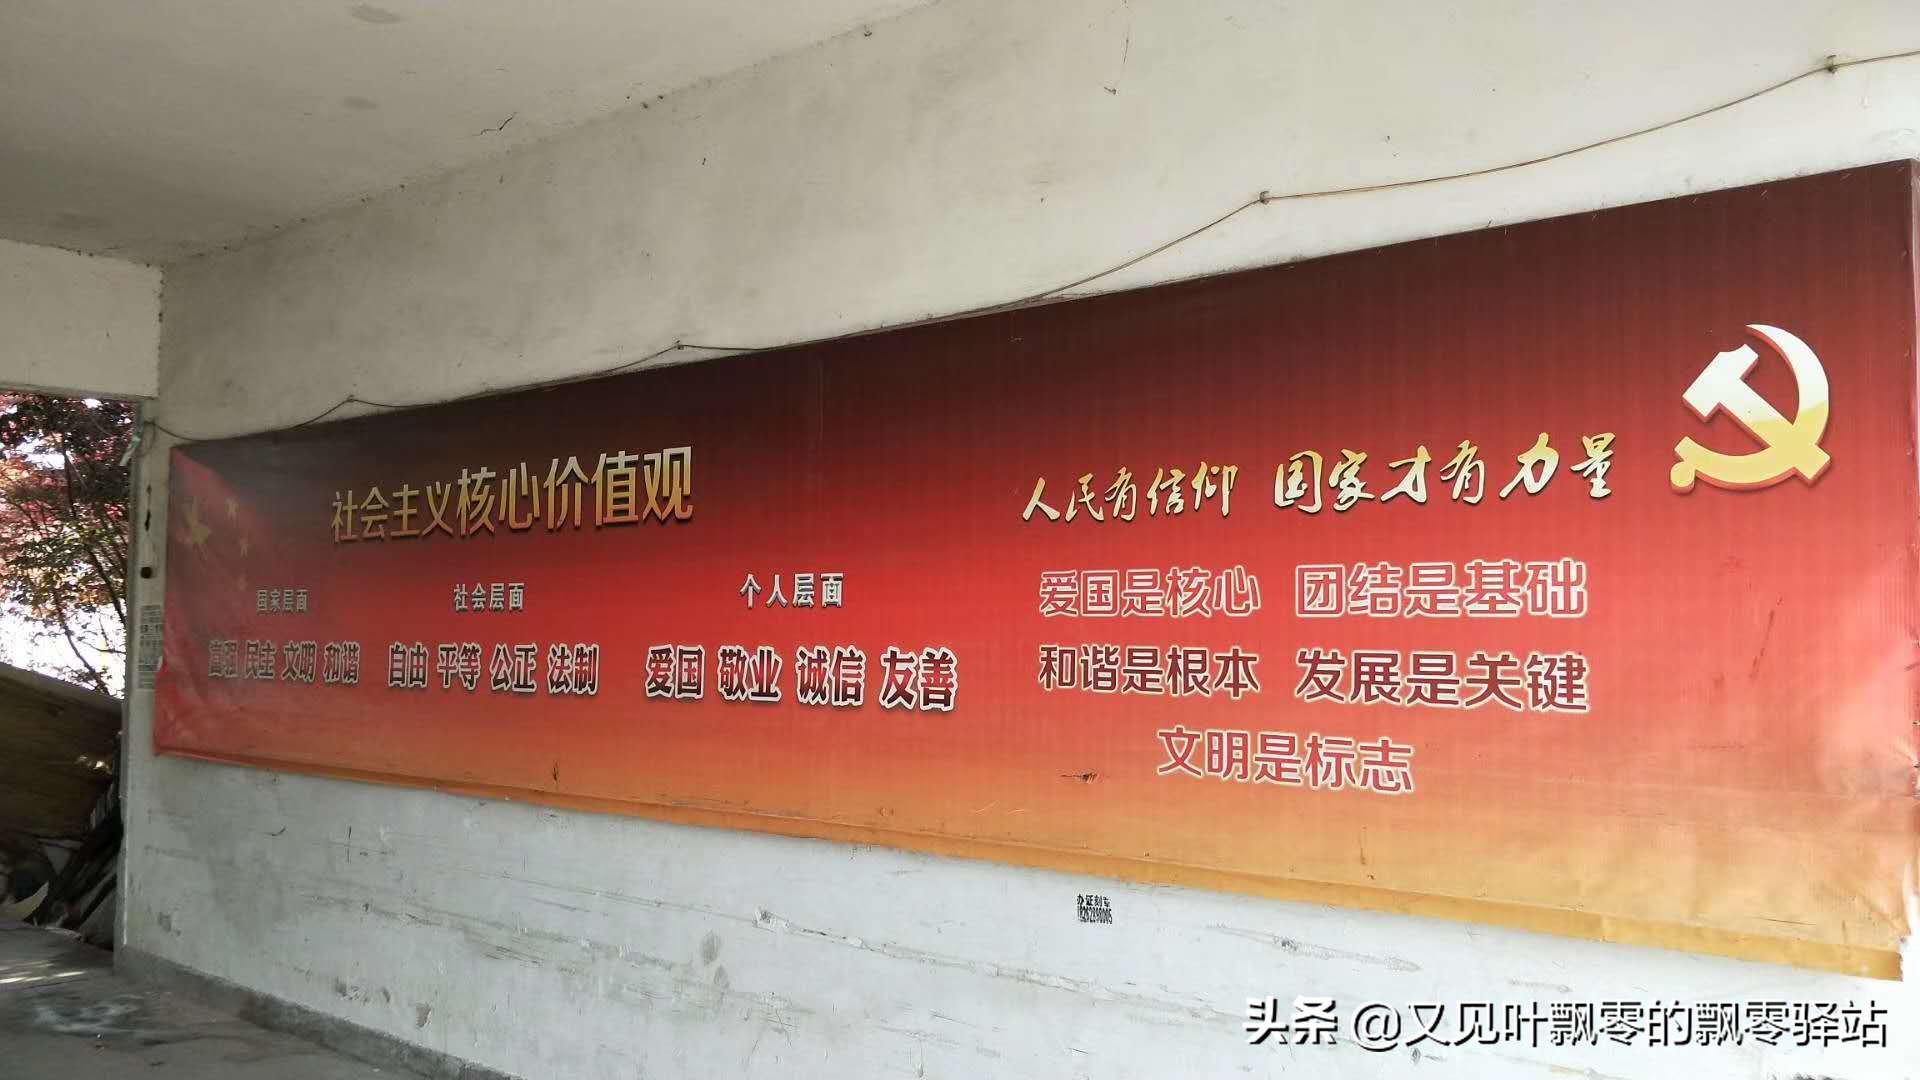 社会主义核心价值观
国家层面 社会层面 个人层面
富强 民主 文明 和谐 自由 平等 公正 法制 爱国 敬业 诚信 友善
人民有信仰 国家才有力量
爱国是核心 团结是基础
和谐是根本 发展是关键
文明是标志
办证刻章
头条 @又见叶飘零的飘零驿站